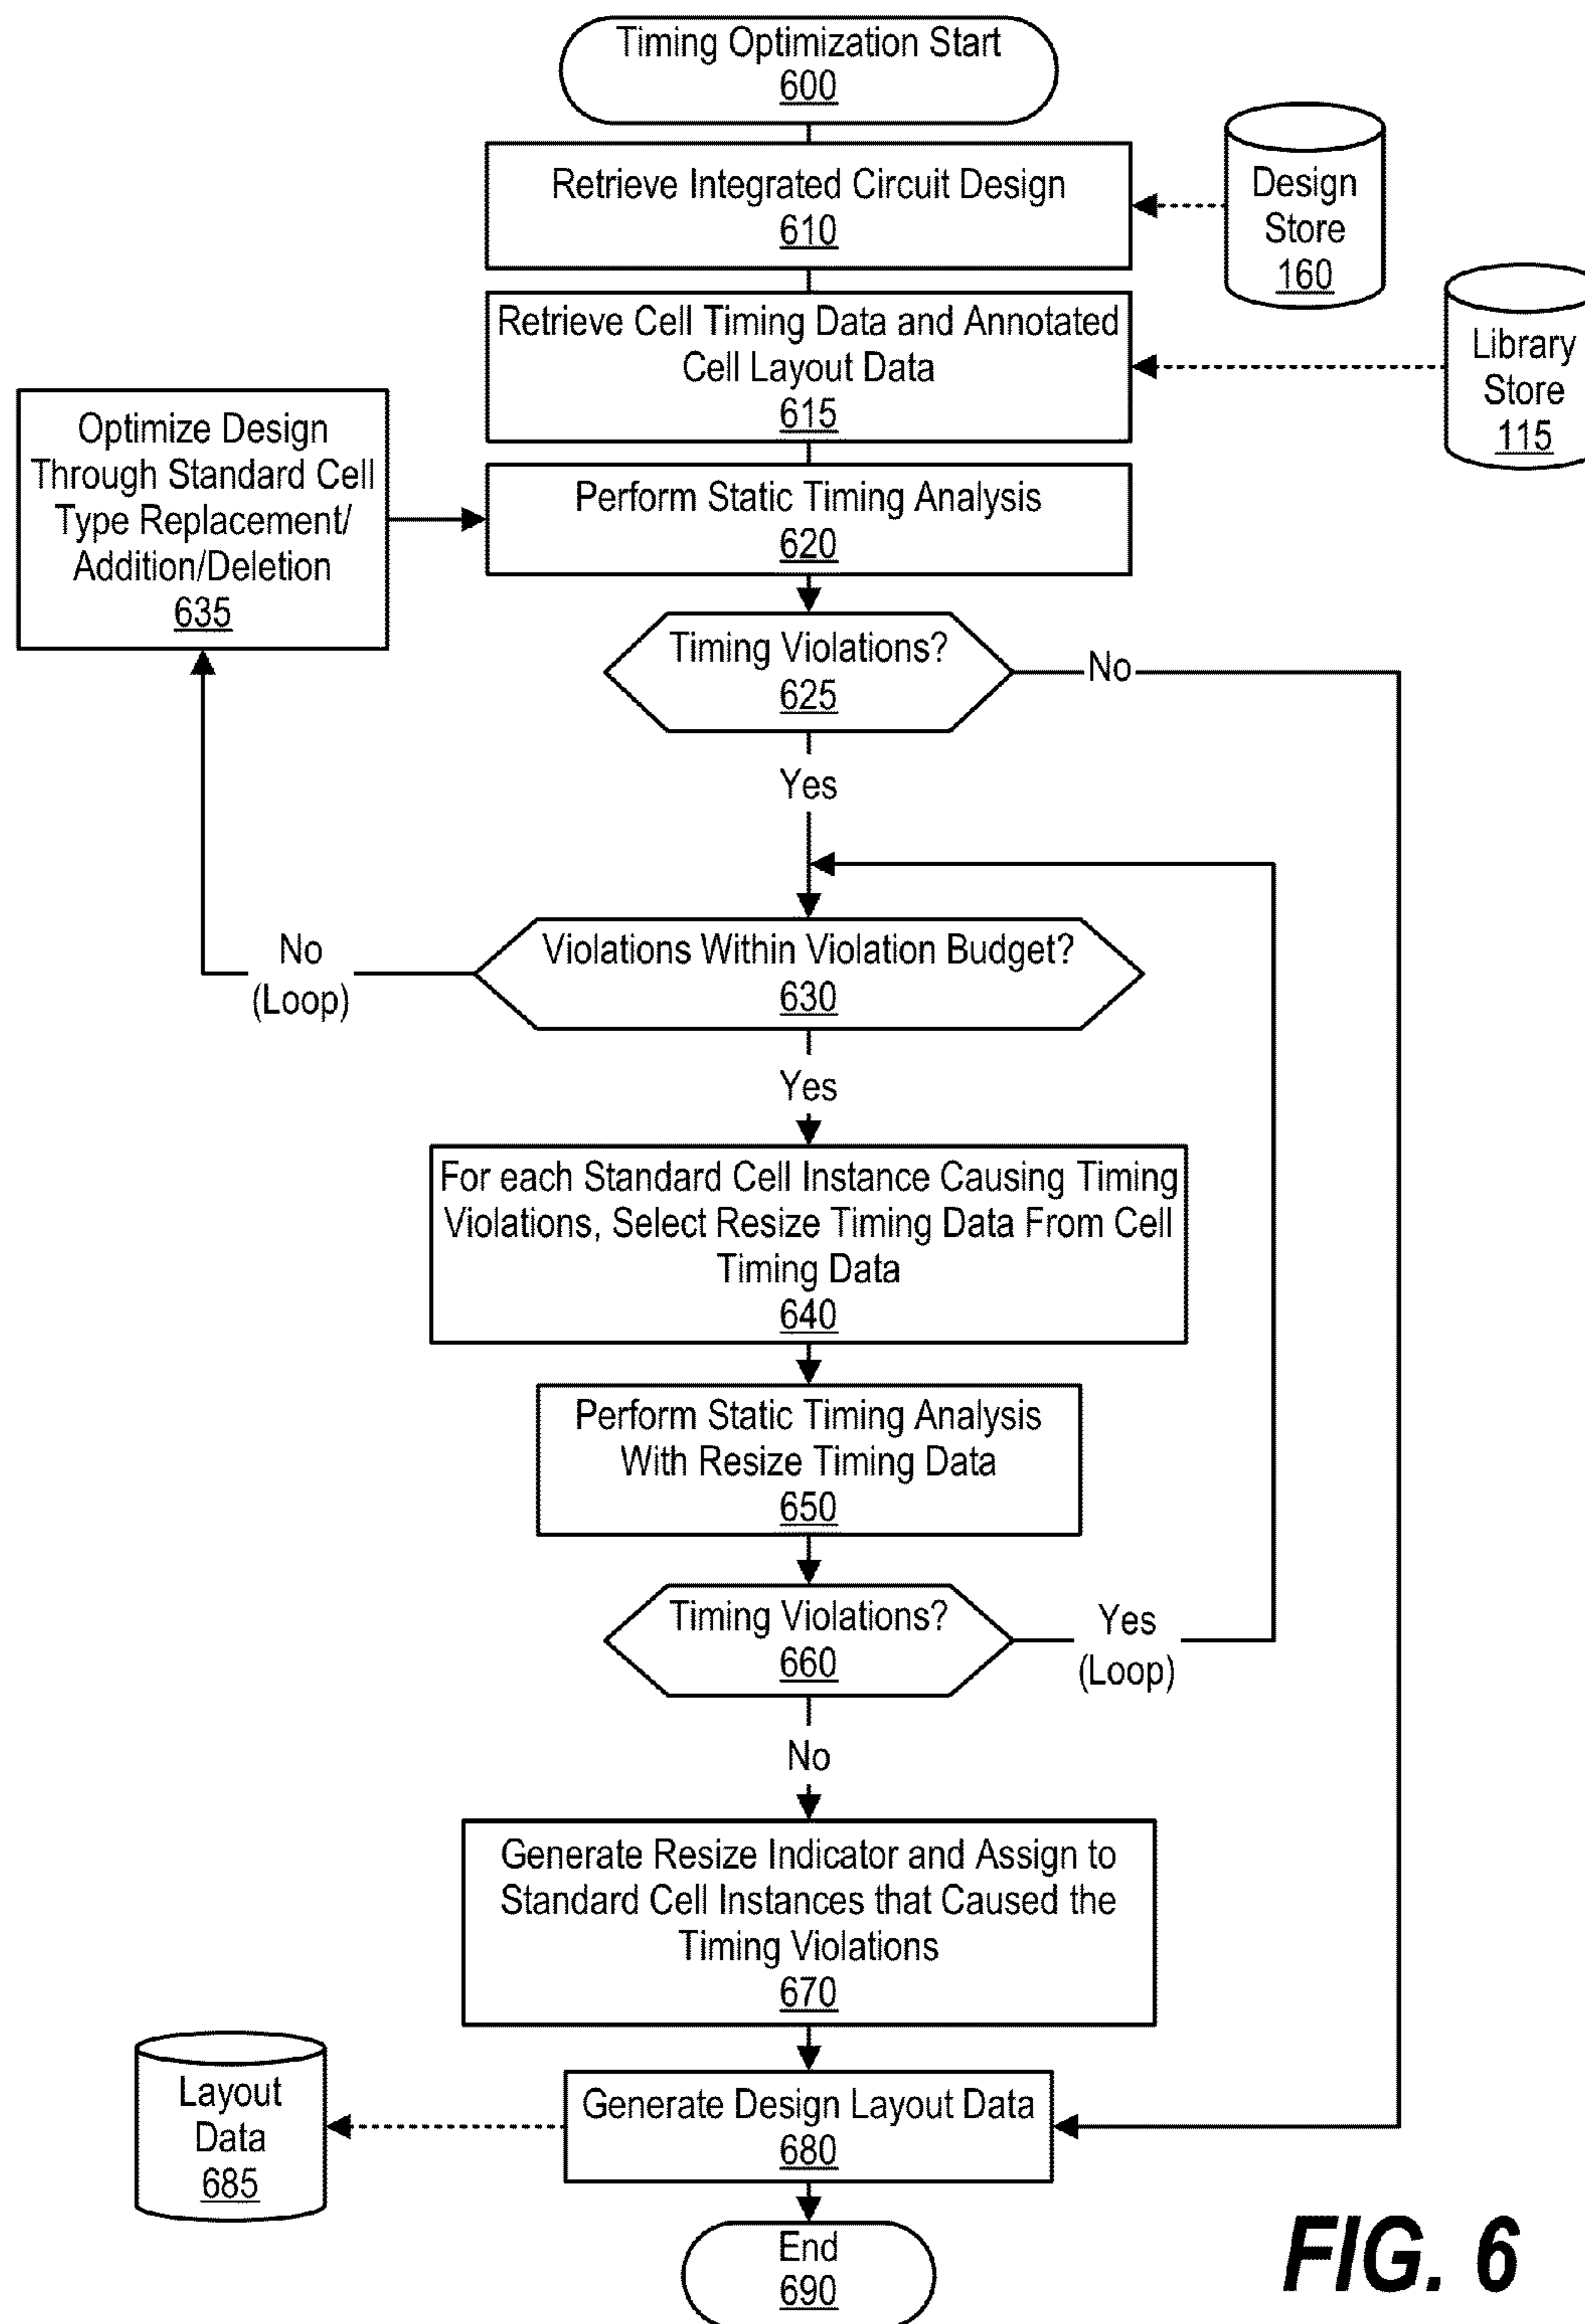 Timing Optimization Start
600
Retrieve Integrated Circuit Design
610
Design
Store
160
Retrieve Cell Timing Data and Annotated
Cell Layout Data
615
Library
Store
115
Optimize Design
Through Standard Cell
Type Replacement/
Addition/Deletion
635
Perform Static Timing Analysis
620
Timing Violations?
625
No
Yes
Violations Within Violation Budget?
630
No
(Loop)
Yes
For each Standard Cell Instance Causing Timing
Violations, Select Resize Timing Data From Cell
Timing Data
640
Perform Static Timing Analysis
With Resize Timing Data
650
Timing Violations?
660
Yes
(Loop)
No
Generate Resize Indicator and Assign to
Standard Cell Instances that Caused the
Timing Violations
670
Layout
Data
685
Generate Design Layout Data
680
End
690
FIG. 6